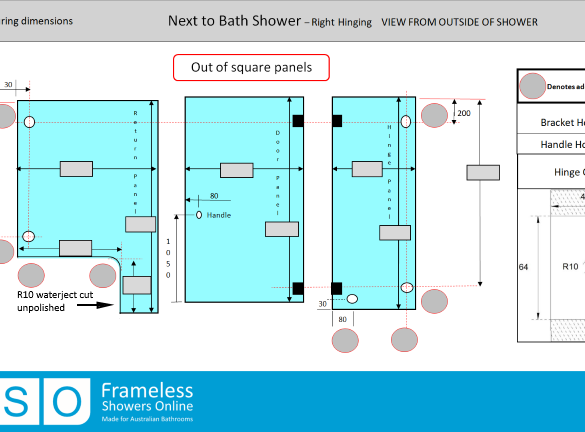 ring dimensions
Next to Bath Shower – Right Hinging VIEW FROM OUTSIDE OF SHOWER
Out of square panels
30
Return Panel
Door Panel
Hinge Panel
200
Denotes ad
Bracket Ho
Handle Ho
Hinge
80
Handle
1050
4
64
R10
R10 waterject cut
unpolished
30
80
SO
Frameless
Showers Online
Made for Australian Bathrooms